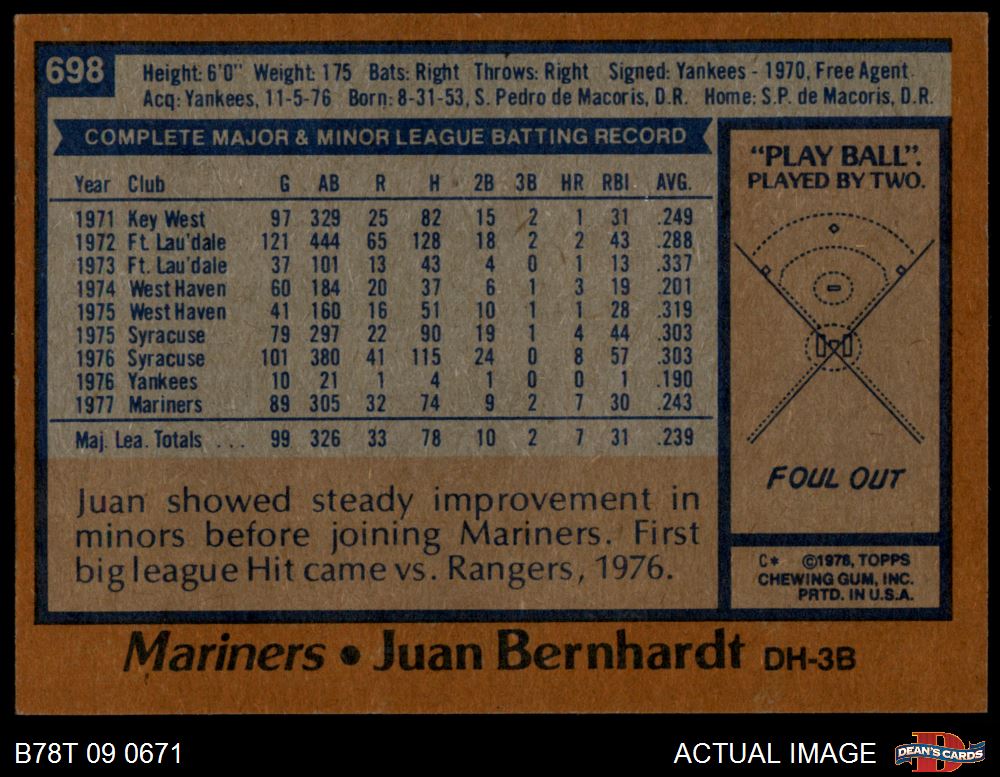 698
Height: 6'0" Weight: 175 Bats: Right Throws: Right Signed: Yankees - 1970, Free Agent
Acq: Yankees, 11-5-76 Born: 8-31-53, S. Pedro de Macoris, D.R. Home: S.P. de Macoris, D.R.
COMPLETE MAJOR & MINOR LEAGUE BATTING RECORD
Year Club G AB R H 2B 3B HR RBI AVG.
1971 Key West 97 329 25 82 15 2 1 31 .249
1972 Ft. Lau'dale 121 444 65 128 18 2 2 43 .288
1973 Ft. Lau'dale 37 101 13 43 4 0 1 13 .337
1974 West Haven 60 184 20 37 6 1 3 19 .201
1975 West Haven 41 160 16 51 10 1 1 28 .319
1975 Syracuse 79 297 22 90 19 1 4 44 .303
1976 Syracuse 101 380 41 115 24 0 8 57 .303
1976 Yankees 10 21 1 4 1 0 0 1 .190
1977 Mariners 89 305 32 74 9 2 7 30 .243
Maj. Lea. Totals ... 99 326 33 78 10 2 7 31 .239
Juan showed steady improvement in
minors before joining Mariners. First
big league Hit came vs. Rangers, 1976.
"PLAY BALL".
PLAYED BY TWO.
FOUL OUT
C* ©1978, TOPPS
CHEWING GUM, INC.
PRTD. IN U.S.A.
Mariners • Juan Bernhardt DH-3B
B78T 09 0671
ACTUAL IMAGE
D
DEAN'S CARDS